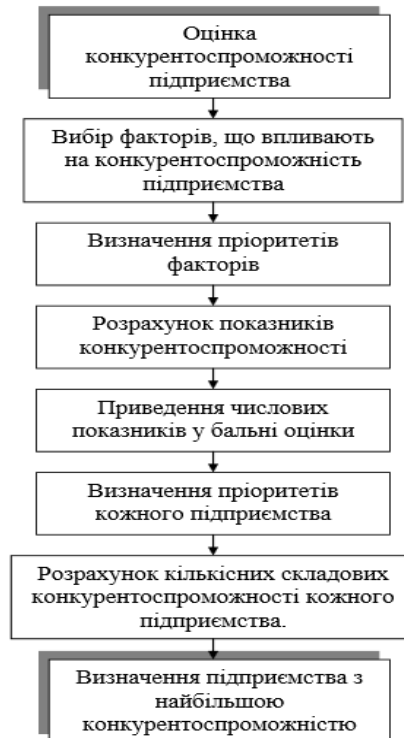 Оцінка
конкурентоспроможності
підприємства
Вибір факторів, що впливають
на конкурентоспроможність
підприємства
Визначення пріоритетів
факторів
Розрахунок показників
конкурентоспроможності
Приведення числових
показників у бальні оцінки
Визначення пріоритетів
кожного підприємства
Розрахунок кількісних складових
конкурентоспроможності кожного
підприємства.
Визначення підприємства з
найбільшою
конкурентоспроможністю